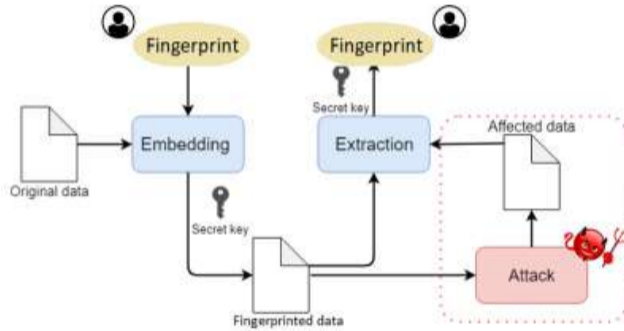 Fingerprint
Fingerprint
Secret key
Affected data
Embedding
Extraction
Original data
Secret key
Attack
Fingerprinted data